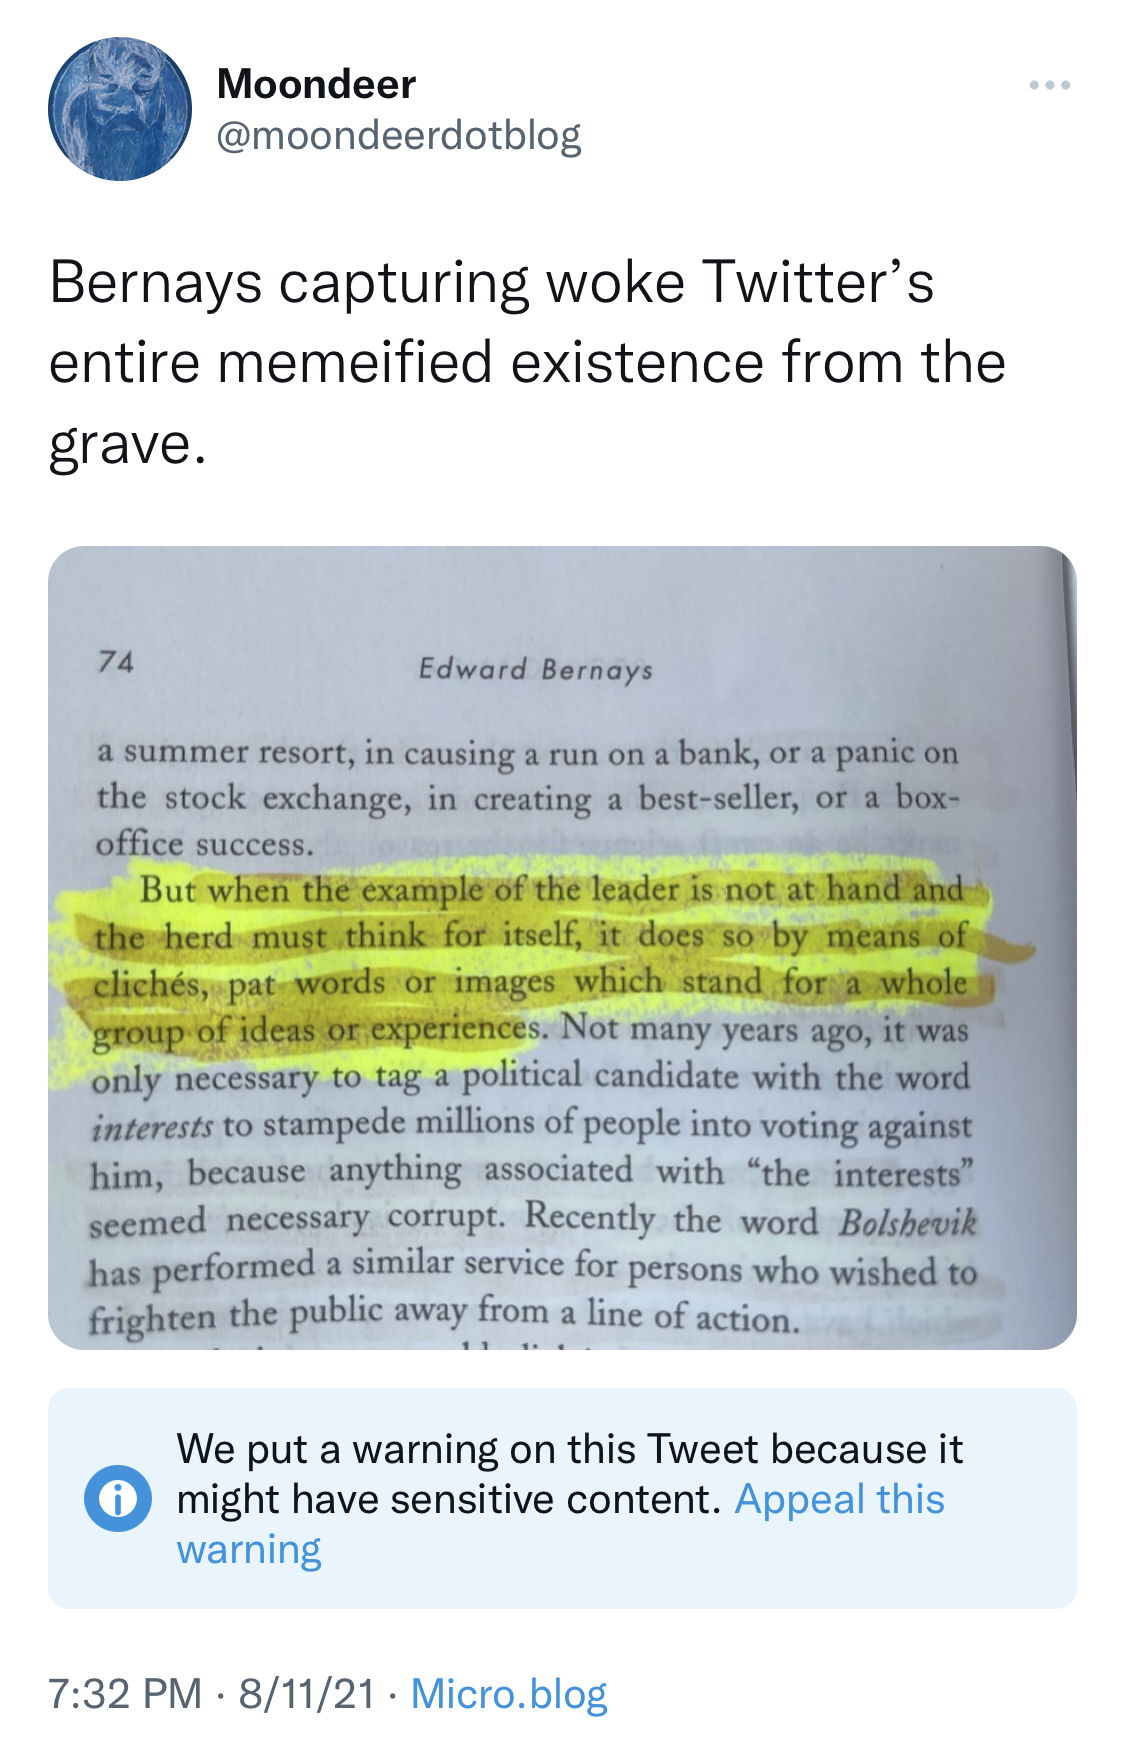 Moondeer
@moondeerdotblog
Bernays capturing woke Twitter’s
entire memeified existence from the
grave.
74
Edward Bernays
a summer resort, in causing a run on a bank, or a panic on
the stock exchange, in creating a best-seller, or a box-
office success.
But when the example of the leader is not at hand and
the herd must think for itself, it does so by means of
clichés, pat words or images which stand for a whole
group of ideas or experiences. Not many years ago, it was
only necessary to tag a political candidate with the word
interests to stampede millions of people into voting against
him, because anything associated with “the interests”
seemed necessary corrupt. Recently the word Bolshevik
has performed a similar service for persons who wished to
frighten the public away from a line of action.
We put a warning on this Tweet because it
might have sensitive content. Appeal this
warning
7:32 PM · 8/11/21 · Micro.blog